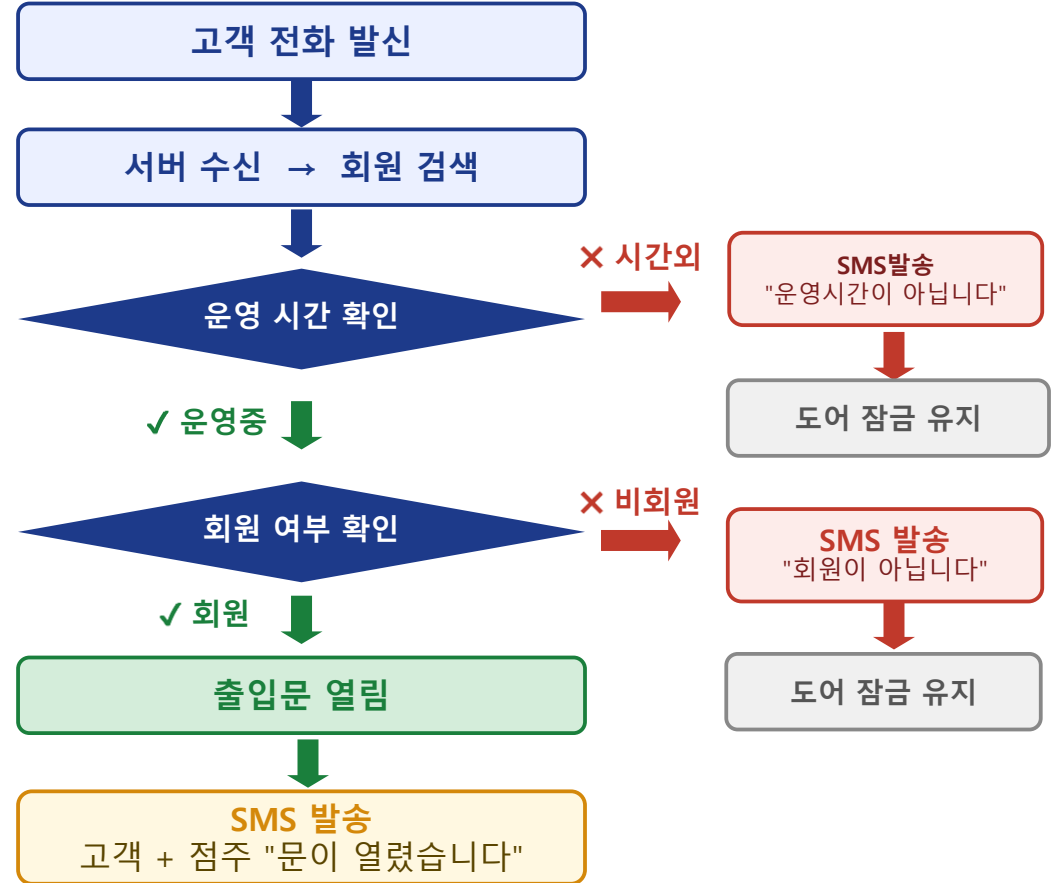 고객 전화 발신
서버 수신 → 회원 검색
✕ 시간외
SMS발송
"운영시간이 아닙니다"
운영 시간 확인
도어 잠금 유지
✓ 운영중
✕ 비회원
회원 여부 확인
SMS 발송
"회원이 아닙니다"
✓ 회원
출입문 열림
도어 잠금 유지
SMS 발송
고객 + 점주 "문이 열렸습니다"